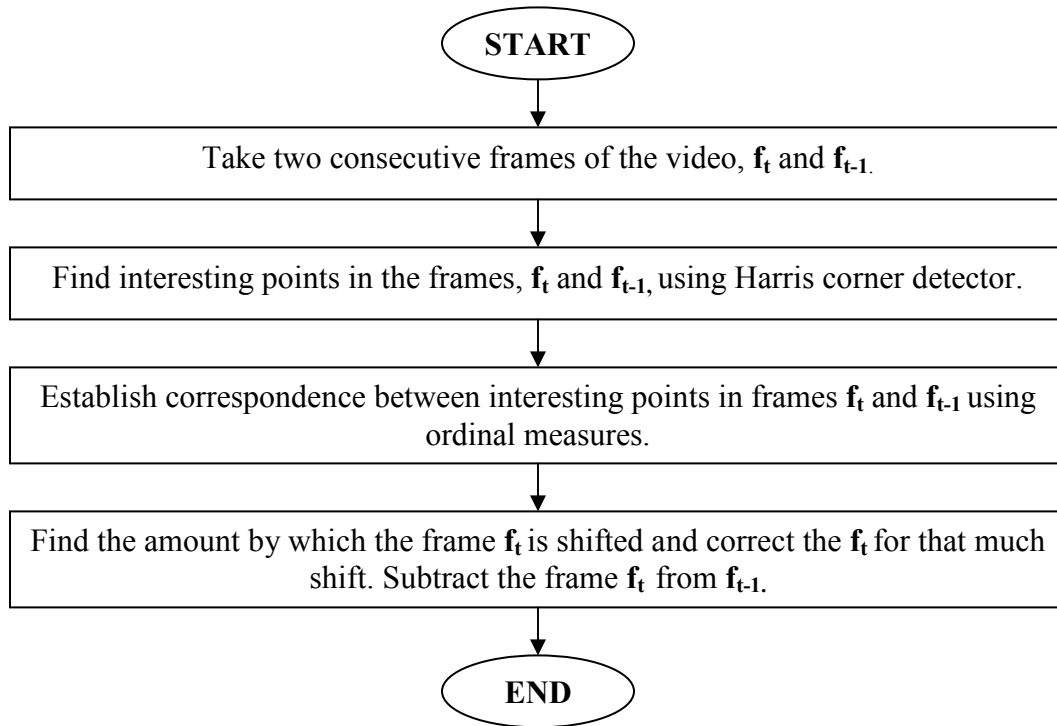 START
Take two consecutive frames of the video, fₜ and fₜ₋₁.
Find interesting points in the frames, fₜ and fₜ₋₁, using Harris corner detector.
Establish correspondence between interesting points in frames fₜ and fₜ₋₁ using
ordinal measures.
Find the amount by which the frame fₜ is shifted and correct the fₜ for that much
shift. Subtract the frame fₜ from fₜ₋₁.
END